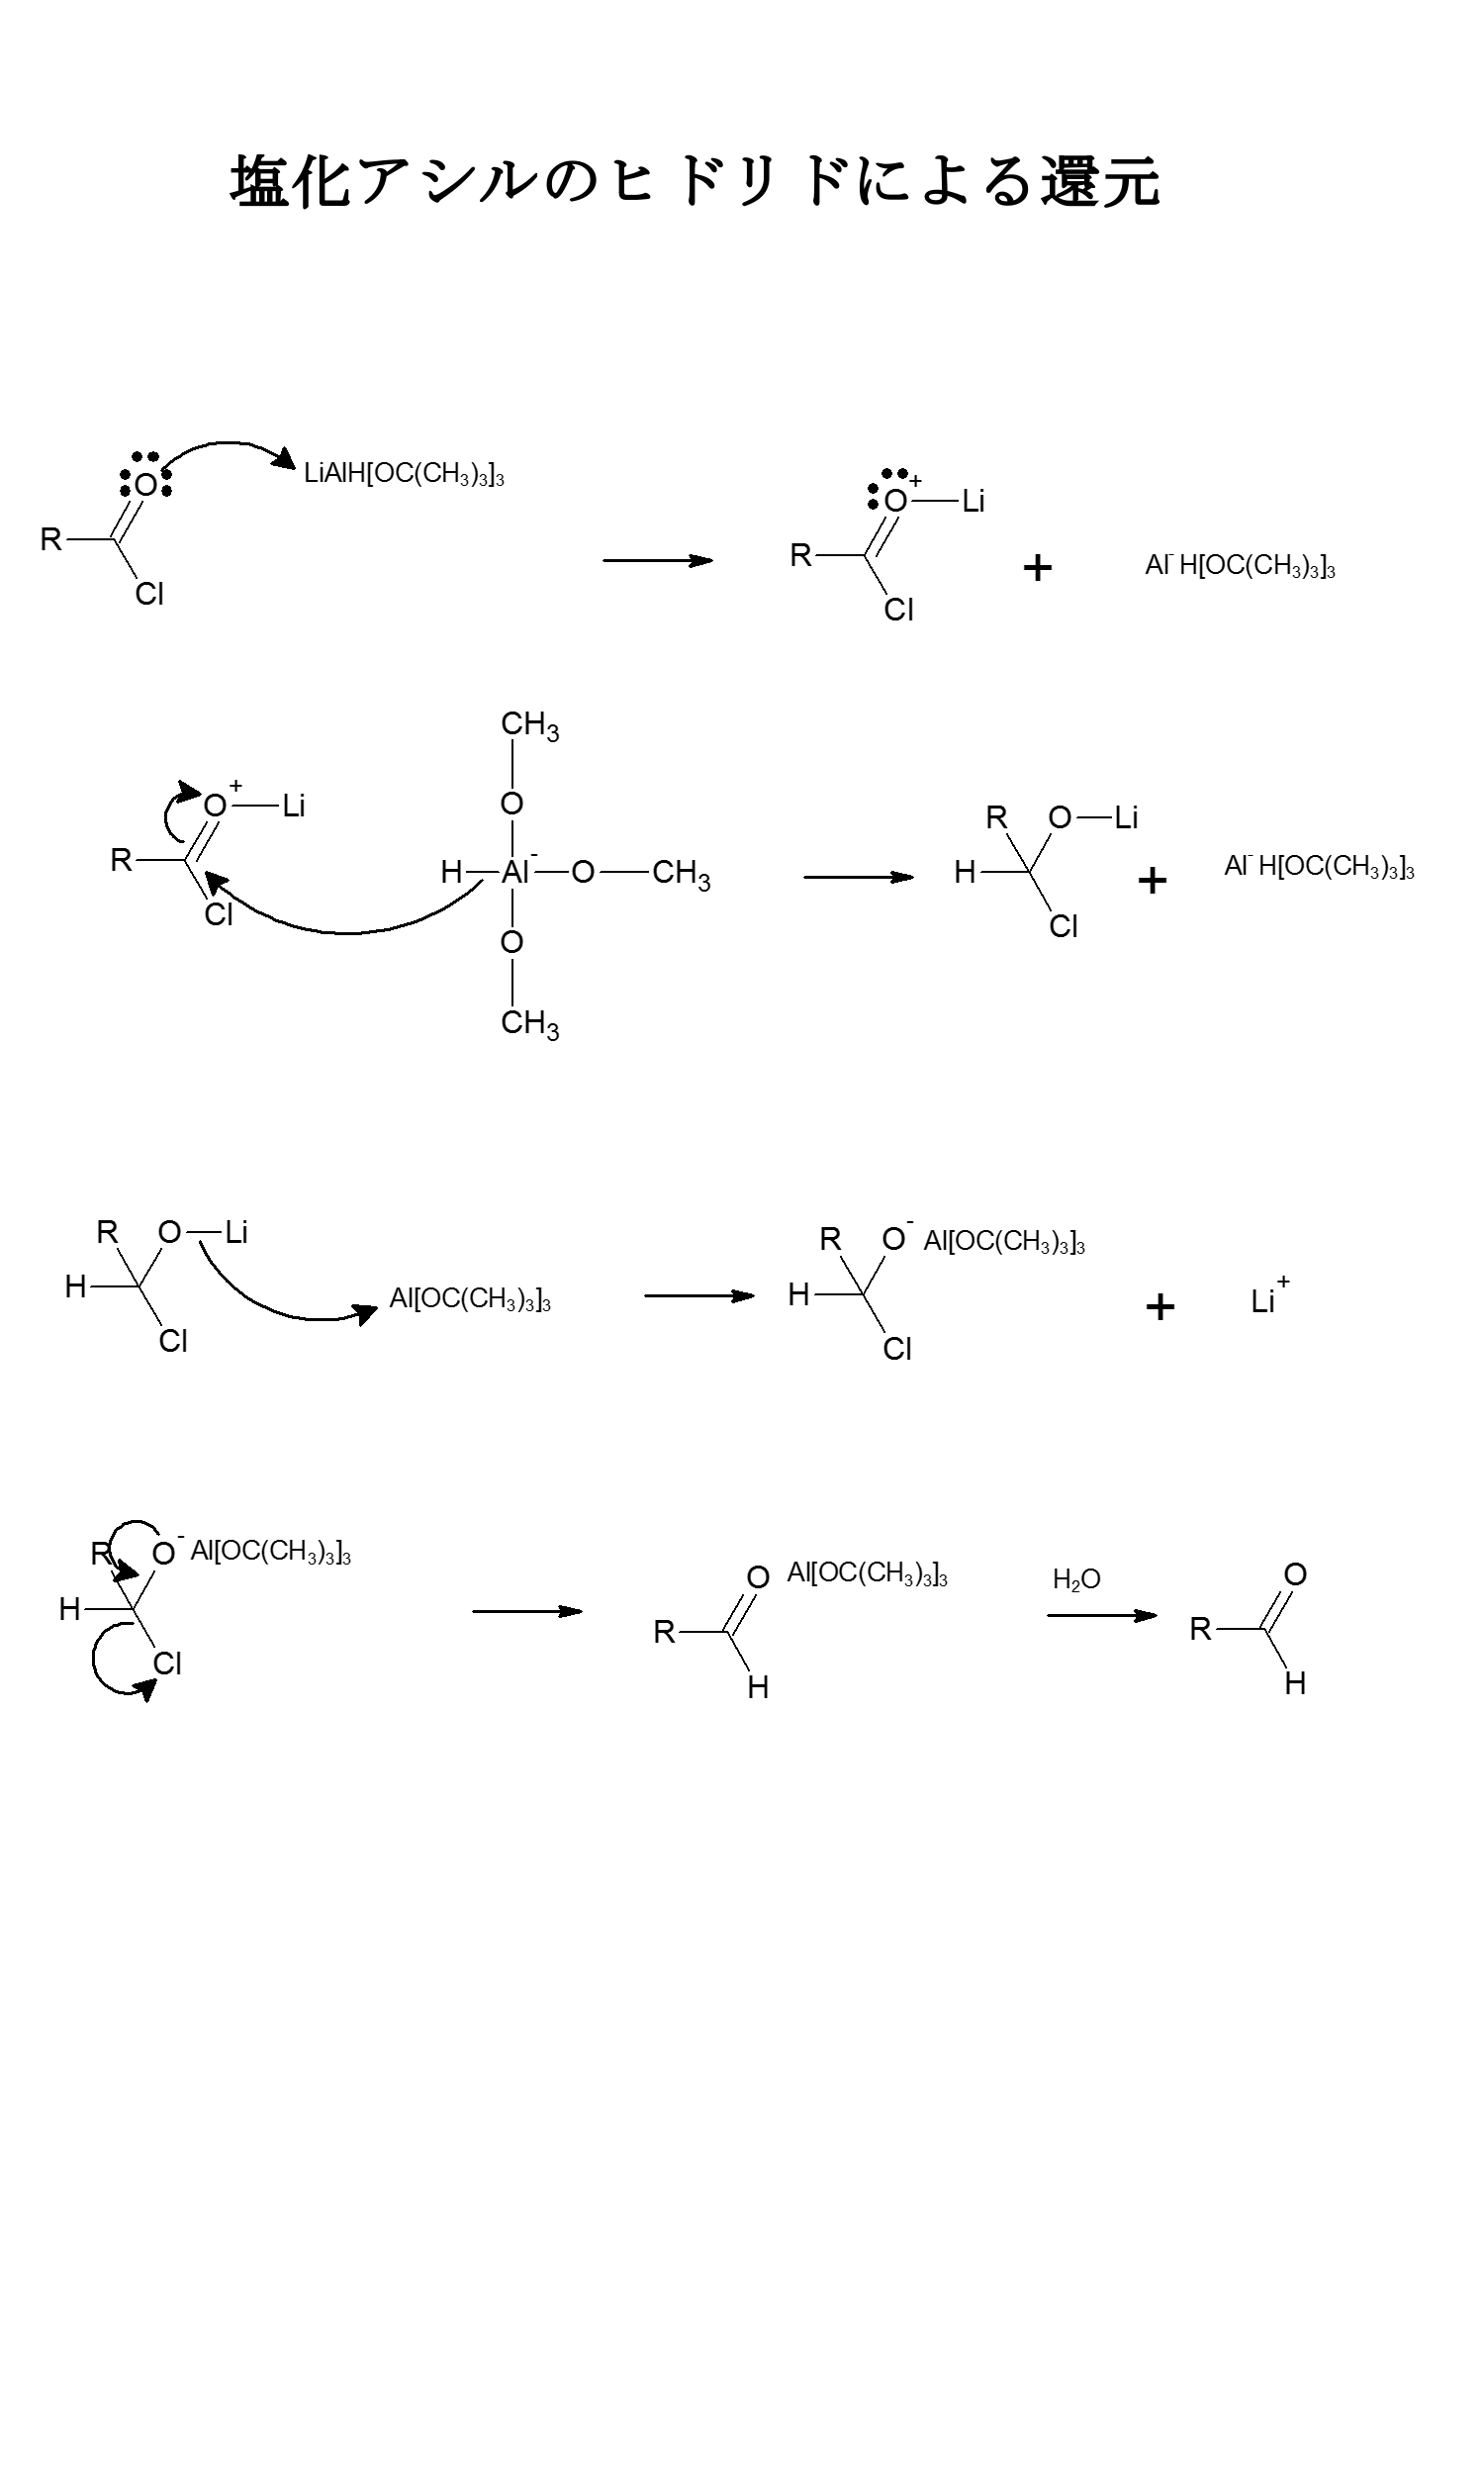 塩化アシルのヒドリドによる還元
O LiAlH[OC(CH3)3]3
R
Cl
O+ Li
R
Cl
+
Al- H[OC(CH3)3]3
O+ Li
R
Cl
CH3
O
H Al- O CH3
O
CH3
R O Li
H
Cl
+
Al- H[OC(CH3)3]3
R O Li
H
Cl
Al[OC(CH3)3]3
R O- Al[OC(CH3)3]3
H
Cl
+
Li+
R O- Al[OC(CH3)3]3
H
Cl
O Al[OC(CH3)3]3
R
H
H2O
O
R
H